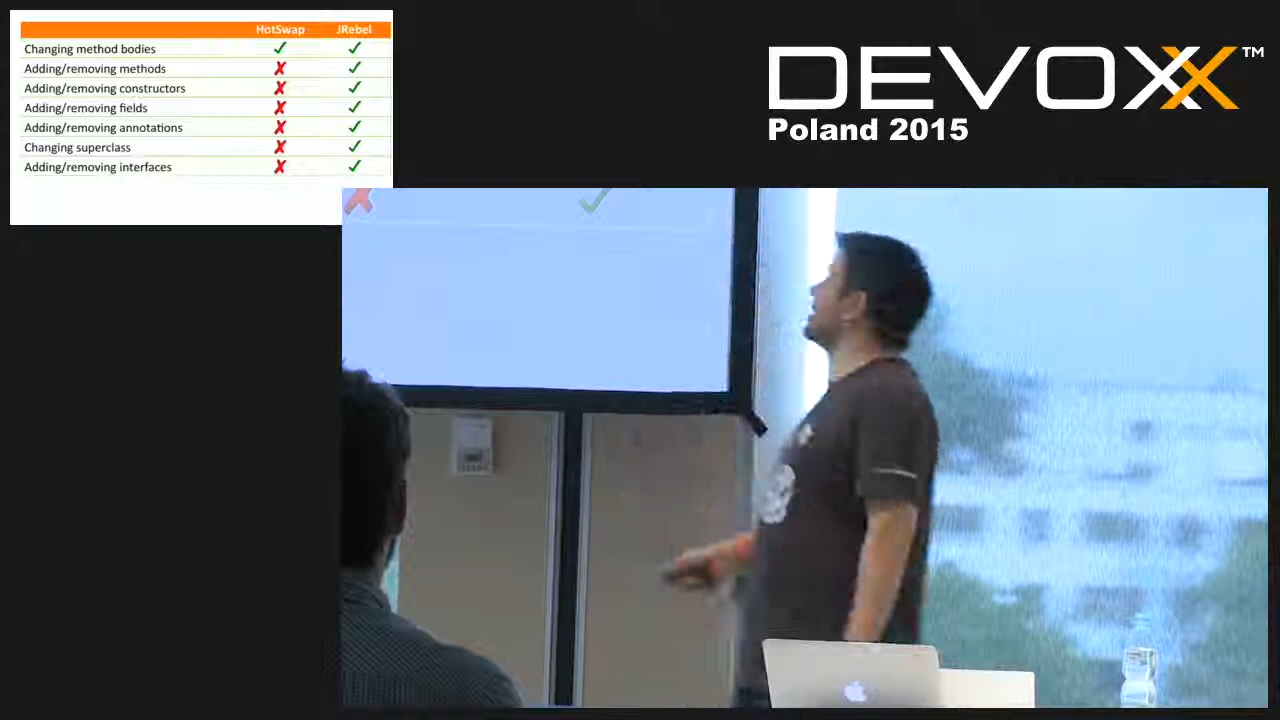 HotSwap JRebel
Changing method bodies ✓ ✓
Adding/removing methods ✗ ✓
Adding/removing constructors ✗ ✓
Adding/removing fields ✗ ✓
Adding/removing annotations ✗ ✓
Changing superclass ✗ ✓
Adding/removing interfaces ✗ ✓
DEVOXX™
Poland 2015